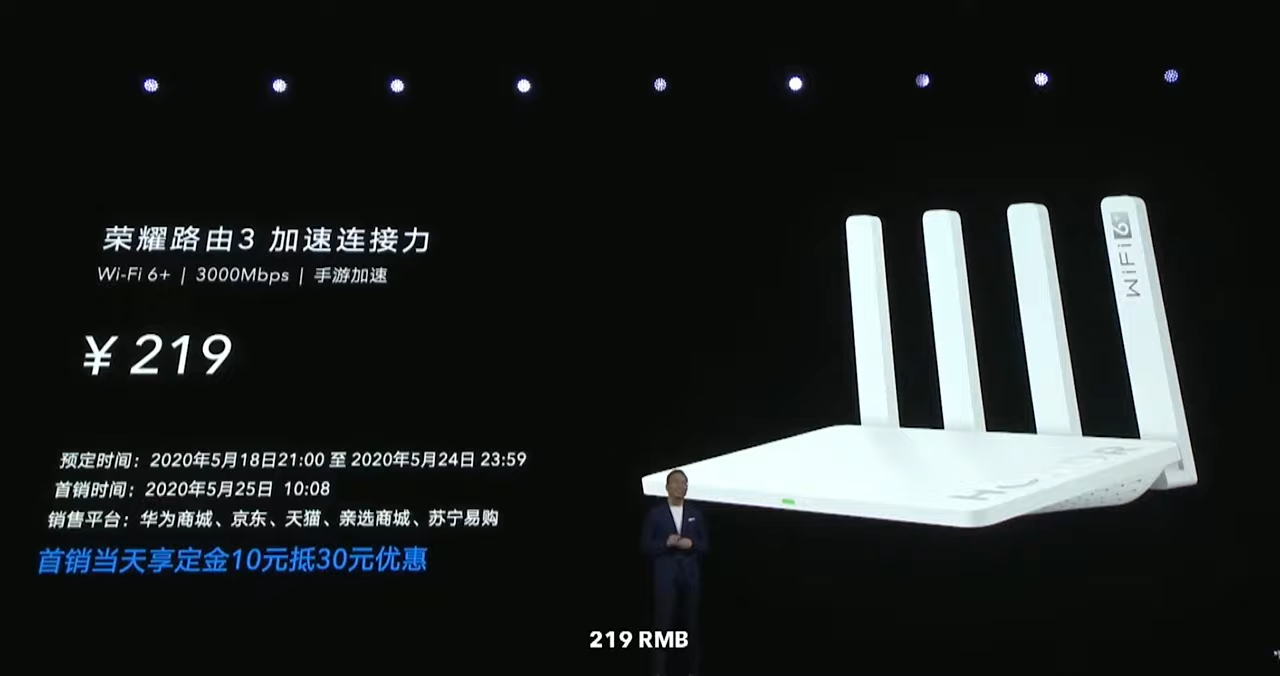 荣耀路由3 加速连接力
Wi-Fi 6+ | 3000Mbps | 手游加速
¥219
预定时间：2020年5月18日21:00 至 2020年5月24日 23:59
首销时间：2020年5月25日 10:08
销售平台：华为商城、京东、天猫、亲选商城、苏宁易购
首销当天享定金10元抵30元优惠
WiFi 6+
HONOR
219 RMB